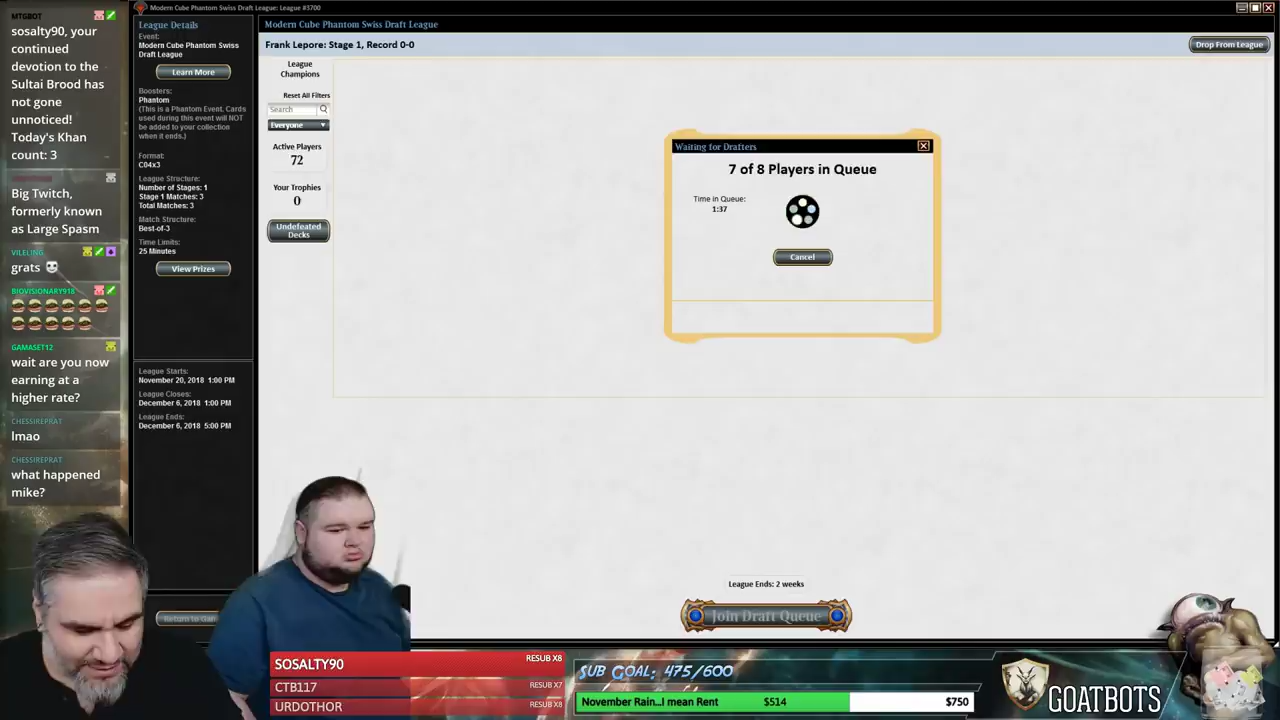 Modern Cube Phantom Swiss Draft League: League #3700
MTGBOT
sosalty90, your
continued
devotion to the
Sultai Brood has
not gone
unnoticed!
Today's Khan
count: 3
Big Twitch,
formerly known
as Large Spasm
VILELING
grats
BIOVISIONARY918
GAMASET12
wait are you now
earning at a
higher rate?
CHESSIREPRAT
lmao
CHESSIREPRAT
what happened
mike?
League Details
Event:
Modern Cube Phantom Swiss
Draft League
Learn More
Boosters:
Phantom
(This is a Phantom Event. Cards
used during this event will NOT
be added to your collection
when it ends.)
Format:
C04x3
League Structure:
Number of Stages: 1
Stage 1 Matches: 3
Total Matches: 3
Match Structure:
Best-of-3
Time Limits:
25 Minutes
View Prizes
League Starts:
November 20, 2018 1:00 PM
League Closes:
December 6, 2018 1:00 PM
League Ends:
December 6, 2018 5:00 PM
Modern Cube Phantom Swiss Draft League
Frank Lepore: Stage 1, Record 0-0
Drop From League
League
Champions
Reset All Filters
Search
Everyone
Active Players
72
Your Trophies
0
Undefeated
Decks
Waiting for Drafters
7 of 8 Players in Queue
Time in Queue:
1:37
Cancel
League Ends: 2 weeks
Join Draft Queue
Return to
SOSALTY90 RESUB X8
CTB117 RESUB X7
URDOTHOR RESUB X8
SUB GOAL: 475/600
November Rain...I mean Rent $514 $750
GOATBOTS